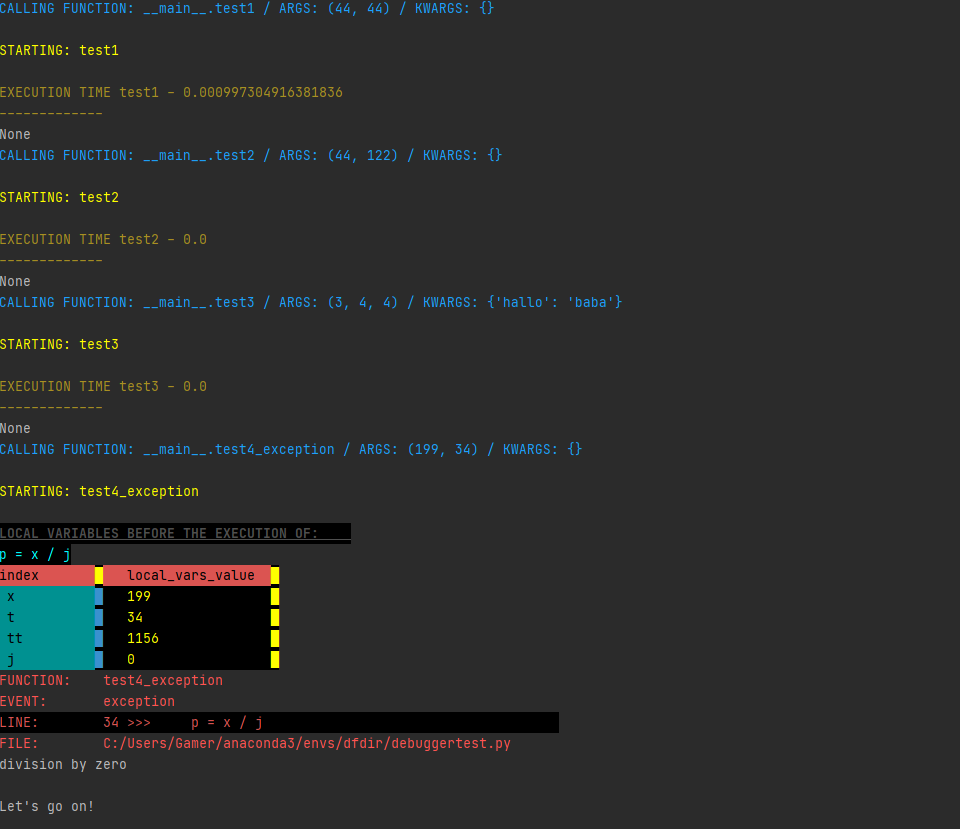 CALLING FUNCTION: __main__.test1 / ARGS: (44, 44) / KWARGS: {}
STARTING: test1
EXECUTION TIME test1 - 0.000997304916381836
-------------
None
CALLING FUNCTION: __main__.test2 / ARGS: (44, 122) / KWARGS: {}
STARTING: test2
EXECUTION TIME test2 - 0.0
-------------
None
CALLING FUNCTION: __main__.test3 / ARGS: (3, 4, 4) / KWARGS: {'hallo': 'baba'}
STARTING: test3
EXECUTION TIME test3 - 0.0
-------------
None
CALLING FUNCTION: __main__.test4_exception / ARGS: (199, 34) / KWARGS: {}
STARTING: test4_exception
LOCAL VARIABLES BEFORE THE EXECUTION OF:
p = x / j
index local_vars_value
x 199
t 34
tt 1156
j 0
FUNCTION: test4_exception
EVENT: exception
LINE: 34 >>> p = x / j
FILE: C:/Users/Gamer/anaconda3/envs/dfdir/debuggertest.py
division by zero
Let's go on!